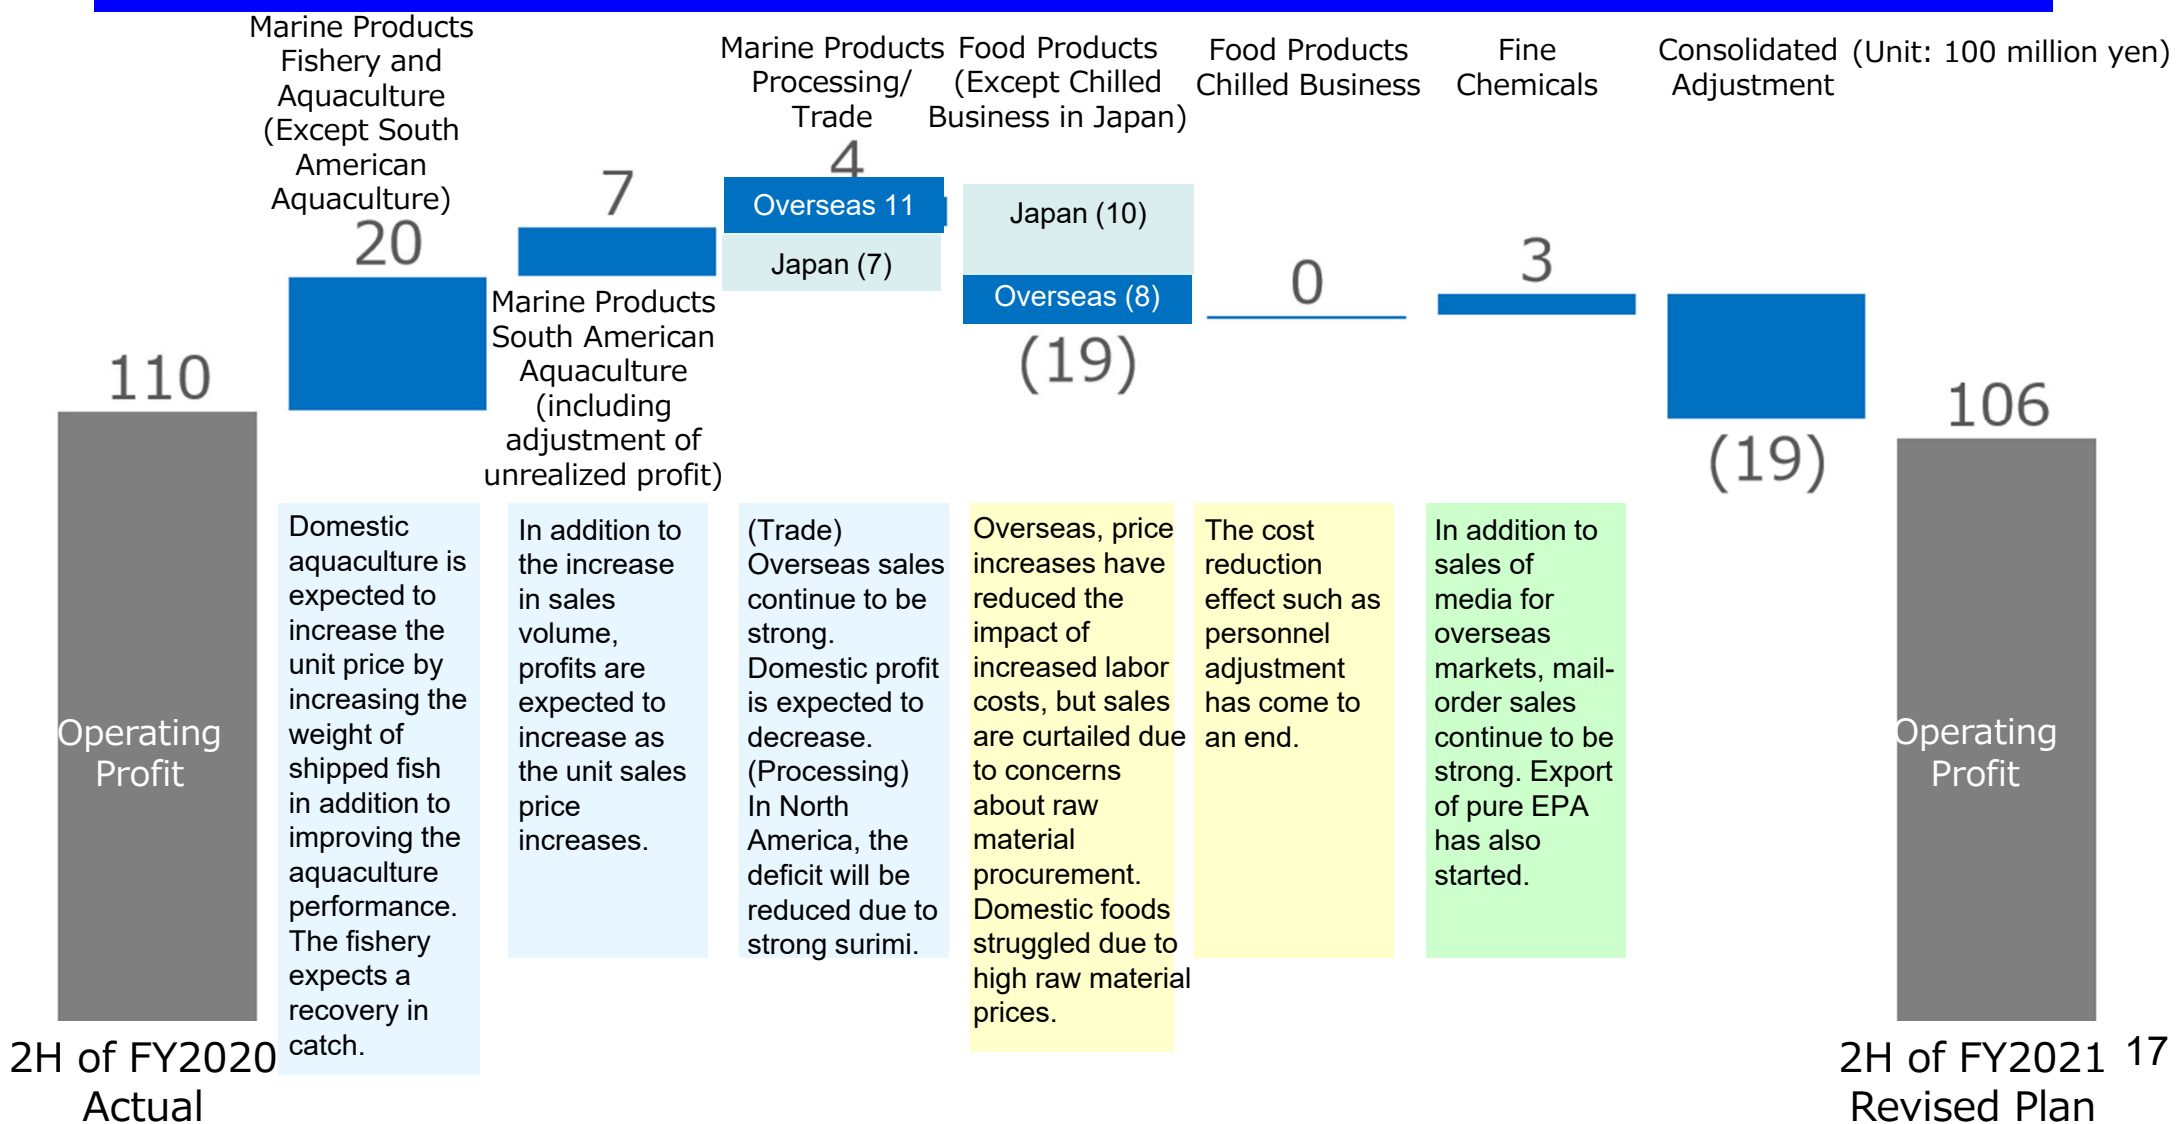 Marine Products
Fishery and
Aquaculture
(Except South
American
Aquaculture)
20
7
Marine Products
South American
Aquaculture
(including
adjustment of
unrealized profit)
Marine Products
Processing/
Trade
4
Overseas 11
Japan (7)
Food Products
(Except Chilled
Business in Japan)
Japan (10)
Overseas (8)
(19)
Food Products
Chilled Business
0
Fine
Chemicals
3
Consolidated
Adjustment
(19)
(Unit: 100 million yen)
110
Operating
Profit
2H of FY2020
Actual
Domestic
aquaculture is
expected to
increase the
unit price by
increasing the
weight of
shipped fish
in addition to
improving the
aquaculture
performance.
The fishery
expects a
recovery in
catch.
In addition to
the increase
in sales
volume,
profits are
expected to
increase as
the unit sales
price
increases.
(Trade)
Overseas sales
continue to be
strong.
Domestic profit
is expected to
decrease.
(Processing)
In North
America, the
deficit will be
reduced due to
strong surimi.
Overseas, price
increases have
reduced the
impact of
increased labor
costs, but sales
are curtailed due
to concerns
about raw
material
procurement.
Domestic foods
struggled due to
high raw material
prices.
The cost
reduction
effect such as
personnel
adjustment
has come to
an end.
In addition to
sales of
media for
overseas
markets, mail-
order sales
continue to be
strong. Export
of pure EPA
has also
started.
106
Operating
Profit
2H of FY2021
Revised Plan
17